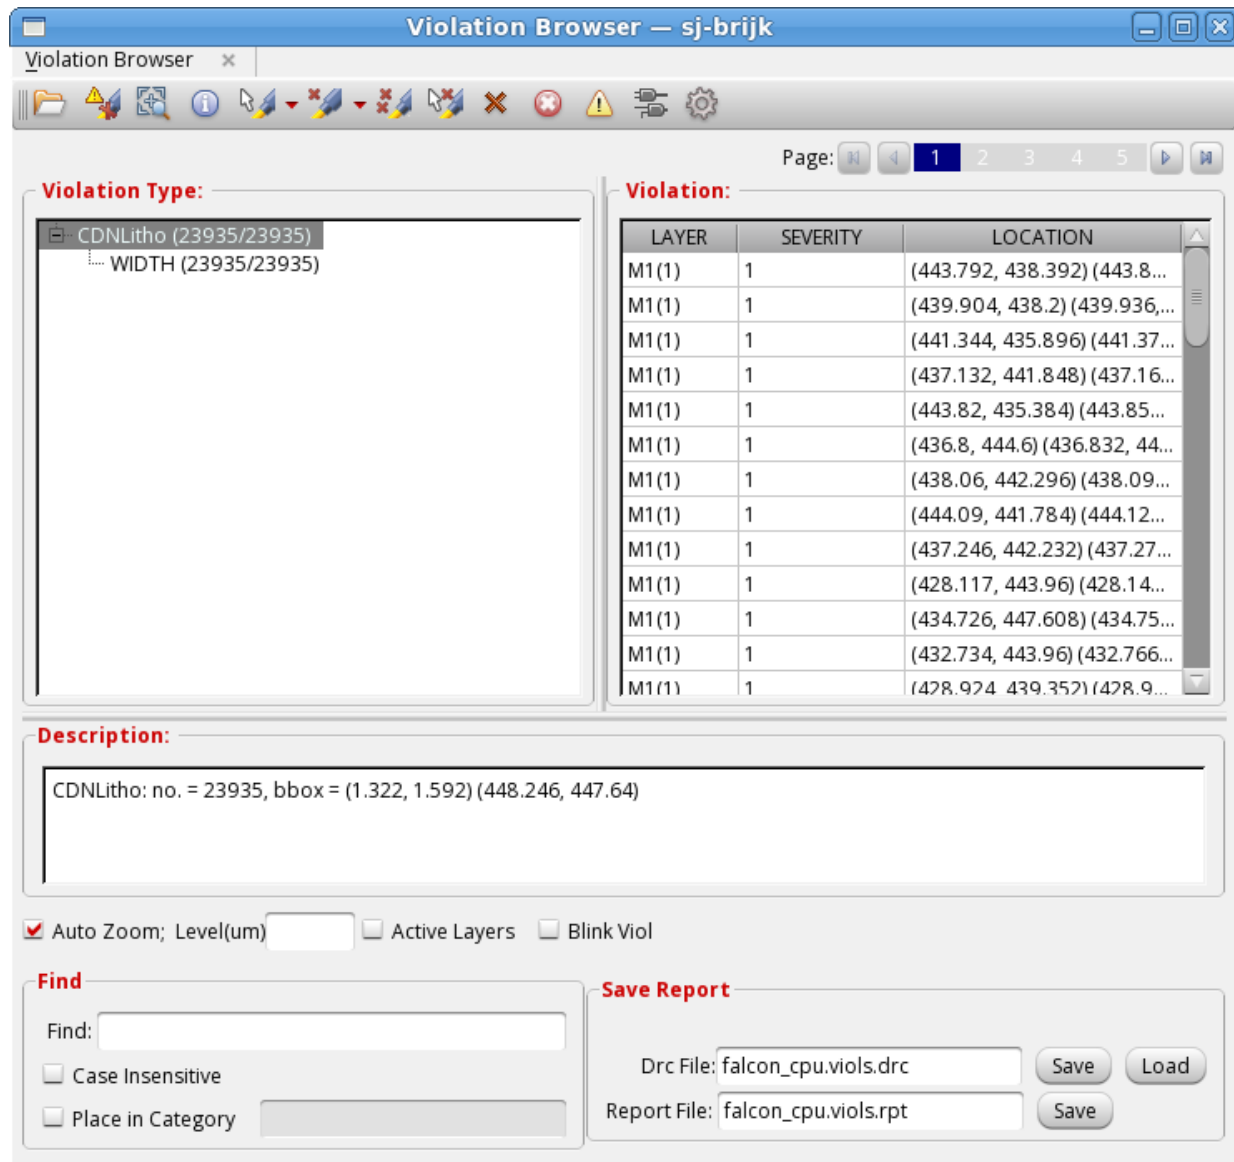 Violation Browser — sj-brijk
Violation Browser
Page: 1 2 3 4 5
Violation Type:
CDNLitho (23935/23935)
WIDTH (23935/23935)
Violation:
LAYER SEVERITY LOCATION
M1(1) 1 (443.792, 438.392) (443.8...
M1(1) 1 (439.904, 438.2) (439.936,...
M1(1) 1 (441.344, 435.896) (441.37...
M1(1) 1 (437.132, 441.848) (437.16...
M1(1) 1 (443.82, 435.384) (443.85...
M1(1) 1 (436.8, 444.6) (436.832, 44...
M1(1) 1 (438.06, 442.296) (438.09...
M1(1) 1 (444.09, 441.784) (444.12...
M1(1) 1 (437.246, 442.232) (437.27...
M1(1) 1 (428.117, 443.96) (428.14...
M1(1) 1 (434.726, 447.608) (434.75...
M1(1) 1 (432.734, 443.96) (432.766...
M1(1) 1 (428.924, 439.352) (428.9...
Description:
CDNLitho: no. = 23935, bbox = (1.322, 1.592) (448.246, 447.64)
Auto Zoom; Level(um) Active Layers Blink Viol
Find
Find:
Case Insensitive
Place in Category
Save Report
Drc File: falcon_cpu.viols.drc Save Load
Report File: falcon_cpu.viols.rpt Save